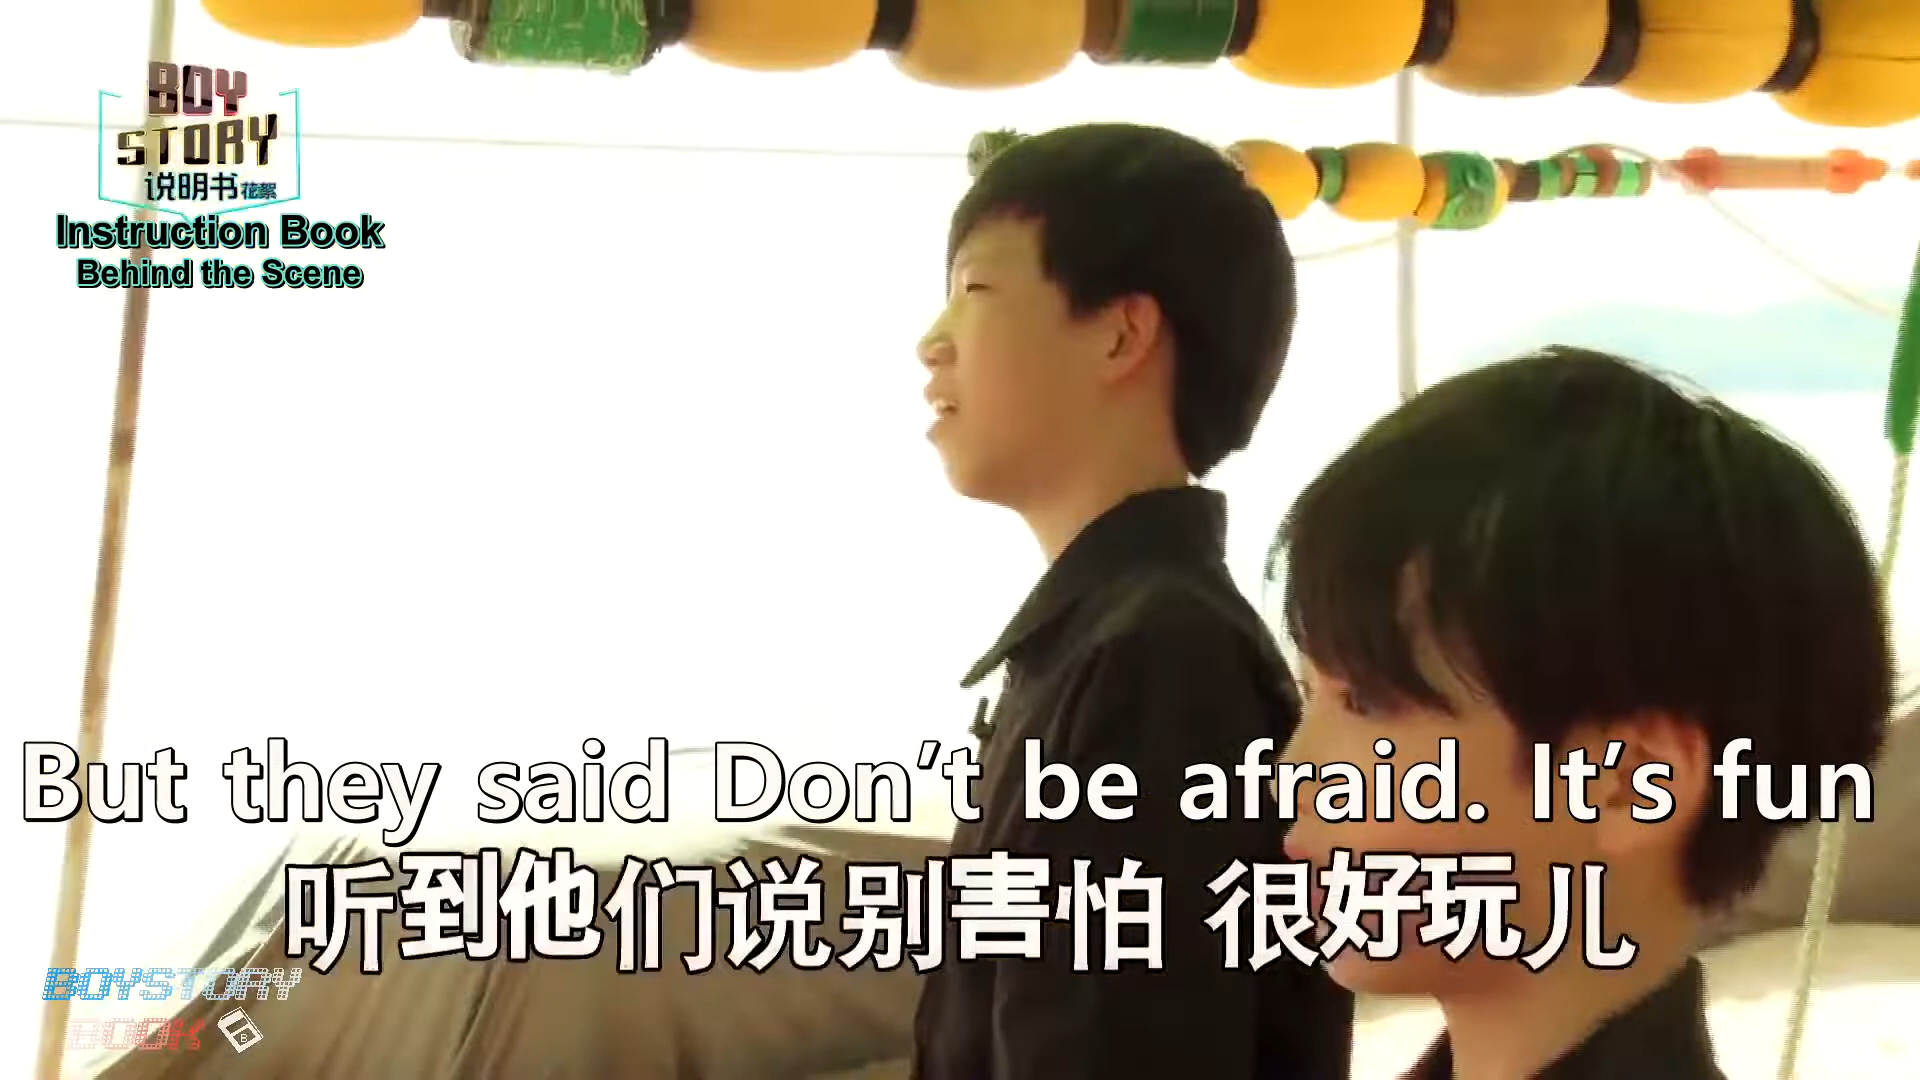 BOY
STORY
说明书花絮
Instruction Book
Behind the Scene
But they said Don't be afraid. It's fun
听到他们说别害怕 很好玩儿
BOYSTORY
BOOK
B